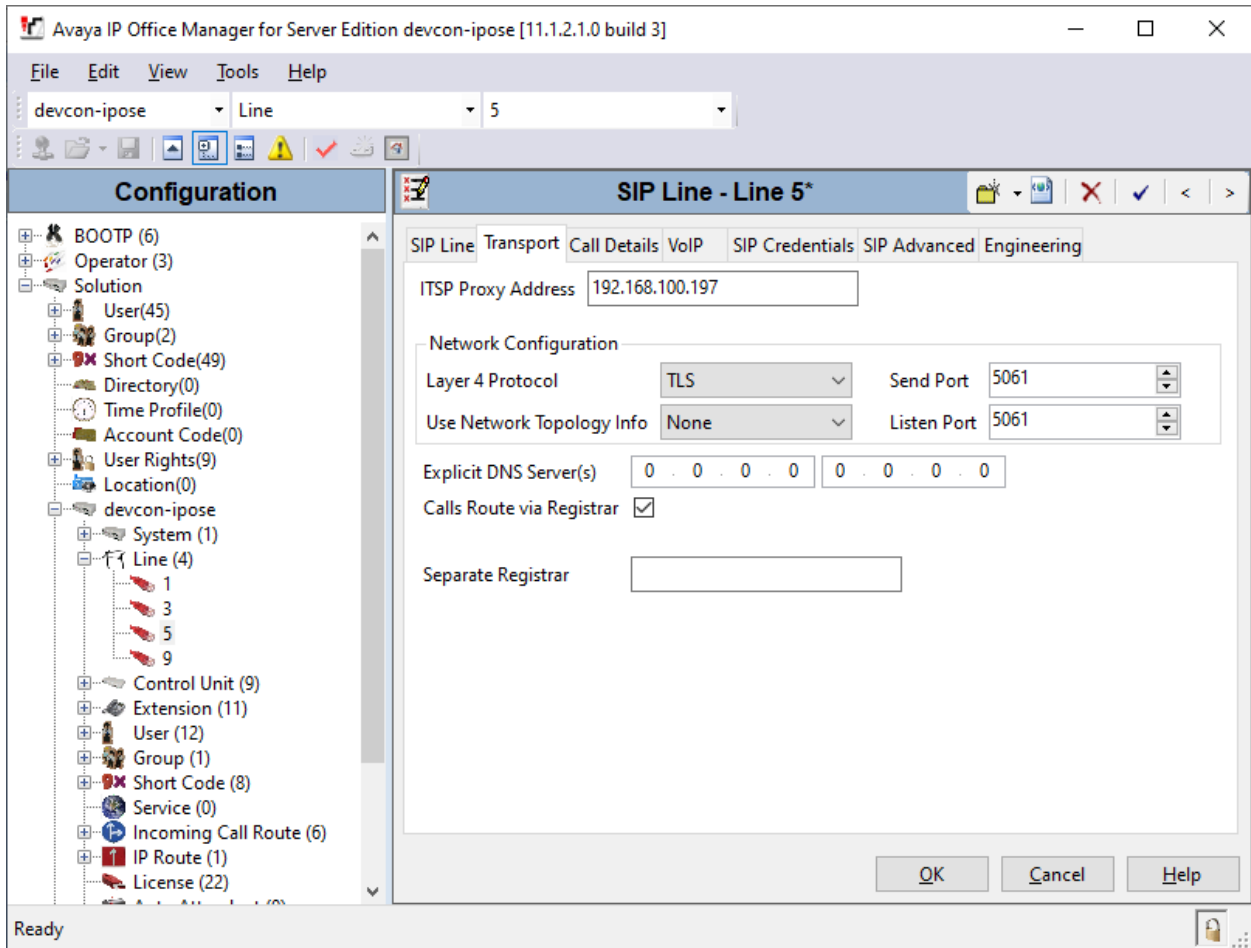 Avaya IP Office Manager for Server Edition devcon-ipose [11.1.2.1.0 build 3]
File Edit View Tools Help
devcon-ipose Line 5
Configuration
BOOTP (6)
Operator (3)
Solution
User(45)
Group(2)
Short Code(49)
Directory(0)
Time Profile(0)
Account Code(0)
User Rights(9)
Location(0)
devcon-ipose
System (1)
Line (4)
1
3
5
9
Control Unit (9)
Extension (11)
User (12)
Group (1)
Short Code (8)
Service (0)
Incoming Call Route (6)
IP Route (1)
License (22)
SIP Line - Line 5*
SIP Line Transport Call Details VoIP SIP Credentials SIP Advanced Engineering
ITSP Proxy Address 192.168.100.197
Network Configuration
Layer 4 Protocol TLS Send Port 5061
Use Network Topology Info None Listen Port 5061
Explicit DNS Server(s) 0 . 0 . 0 . 0 0 . 0 . 0 . 0
Calls Route via Registrar
Separate Registrar
OK Cancel Help
Ready